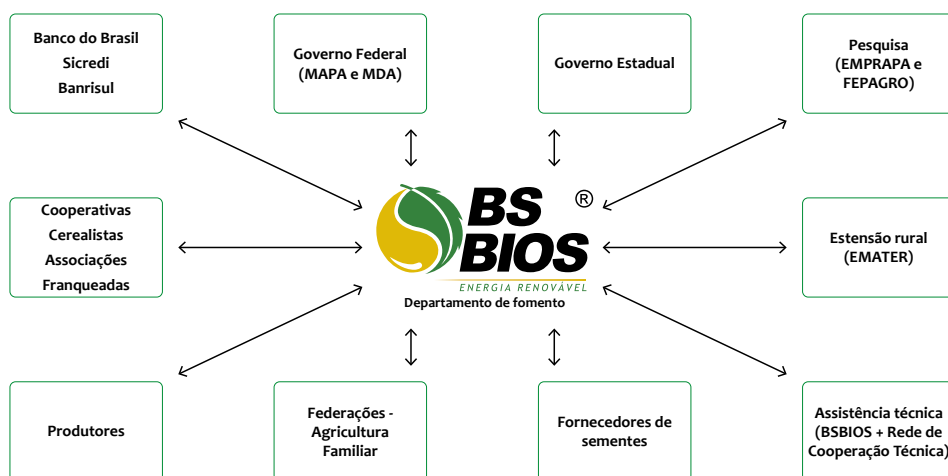 Banco do Brasil
Sicredi
Banrisul
Governo Federal
(MAPA e MDA)
Governo Estadual
Pesquisa
(EMPRAPA e
FEPAGRO)
Cooperativas
Cerealistas
Associações
Franqueadas
BS ®
BIOS
ENERGIA RENOVÁVEL
Departamento de fomento
Estensão rural
(EMATER)
Produtores
Federações -
Agricultura
Familiar
Fornecedores de
sementes
Assistência técnica
(BSBIOS + Rede de
Cooperação Técnica)